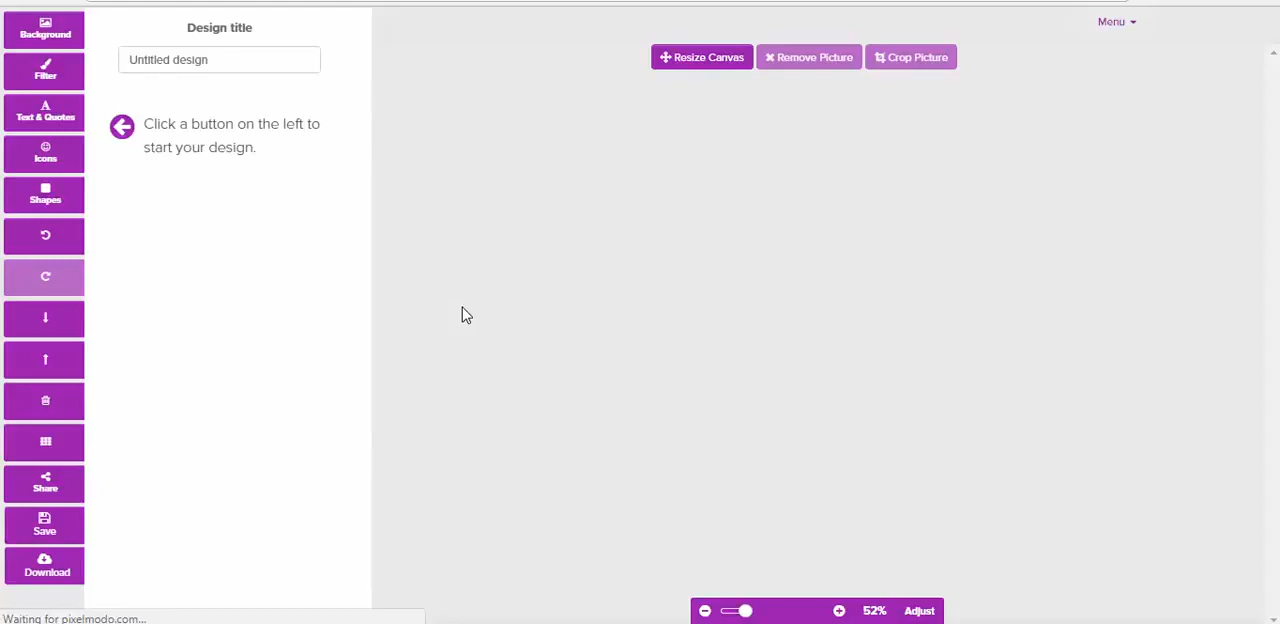 Menu
Background
Filter
Text & Quotes
Icons
Shapes
Share
Save
Download
Design title
Untitled design
Click a button on the left to
start your design.
Resize Canvas
Remove Picture
Crop Picture
52%
Adjust
Waiting for pixelmodo.com...